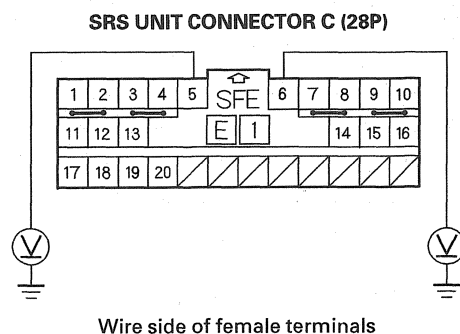 SRS UNIT CONNECTOR C (28P)
1 2 3 4 5 SFE 6 7 8 9 10
11 12 13 E 1 14 15 16
17 18 19 20
V V
Wire side of female terminals